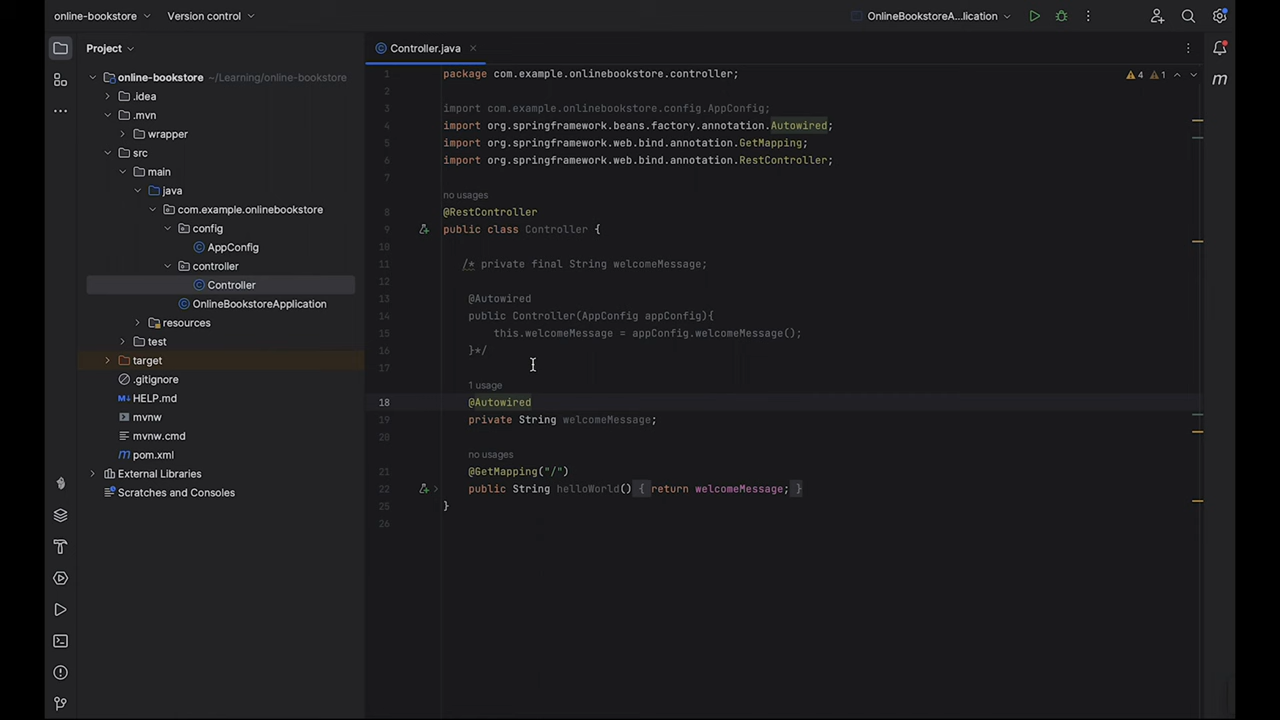 online-bookstore Version control OnlineBookstoreA...lication
Project
Controller.java
online-bookstore ~/Learning/online-bookstore
.idea
.mvn
wrapper
src
main
java
com.example.onlinebookstore
config
AppConfig
controller
Controller
OnlineBookstoreApplication
resources
test
target
.gitignore
HELP.md
mvnw
mvnw.cmd
pom.xml
External Libraries
Scratches and Consoles
4 1
m
1 package com.example.onlinebookstore.controller;
2
3 import com.example.onlinebookstore.config.AppConfig;
4 import org.springframework.beans.factory.annotation.Autowired;
5 import org.springframework.web.bind.annotation.GetMapping;
6 import org.springframework.web.bind.annotation.RestController;
7
no usages
8 @RestController
9 public class Controller {
10
11 /* private final String welcomeMessage;
12
13 @Autowired
14 public Controller(AppConfig appConfig){
15 this.welcomeMessage = appConfig.welcomeMessage();
16 }*/
17
1 usage
18 @Autowired
19 private String welcomeMessage;
20
no usages
21 @GetMapping("/")
22 public String helloWorld() { return welcomeMessage; }
25 }
26